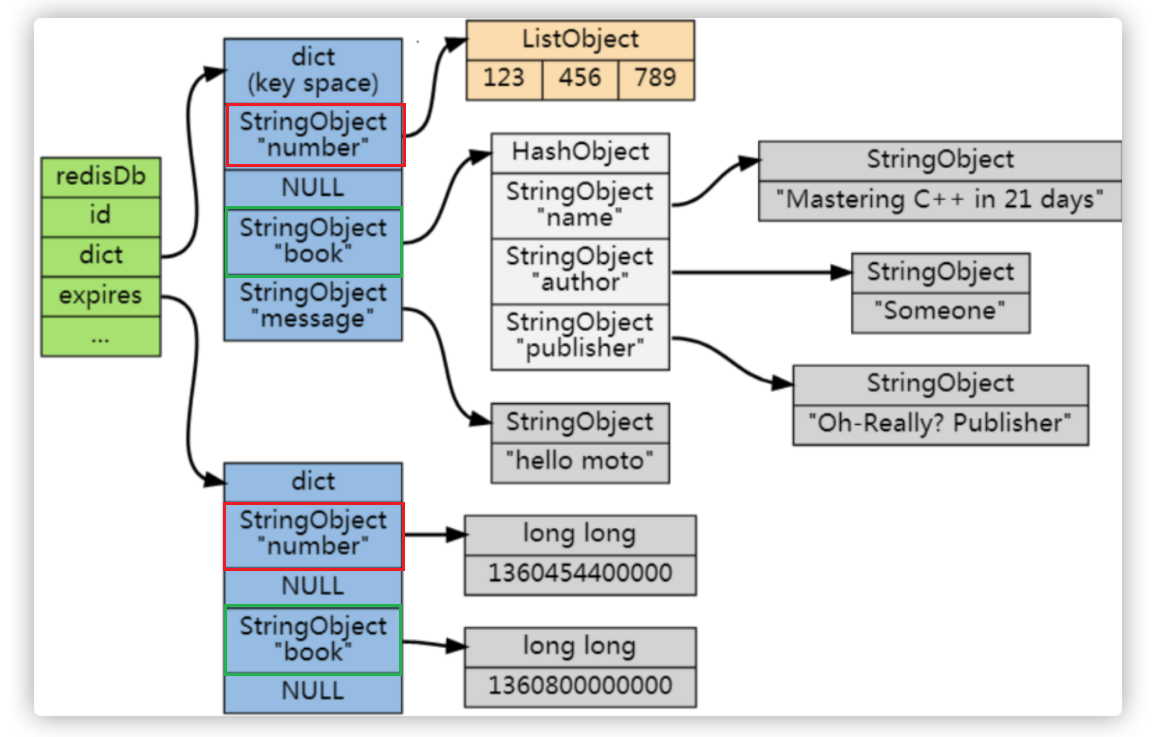 redisDb
id
dict
expires
...
dict
(key space)
StringObject
"number"
NULL
StringObject
"book"
StringObject
"message"
ListObject
123 456 789
HashObject
StringObject
"name"
StringObject
"author"
StringObject
"publisher"
StringObject
"Mastering C++ in 21 days"
StringObject
"Someone"
StringObject
"Oh-Really? Publisher"
StringObject
"hello moto"
dict
StringObject
"number"
NULL
StringObject
"book"
NULL
long long
1360454400000
long long
1360800000000